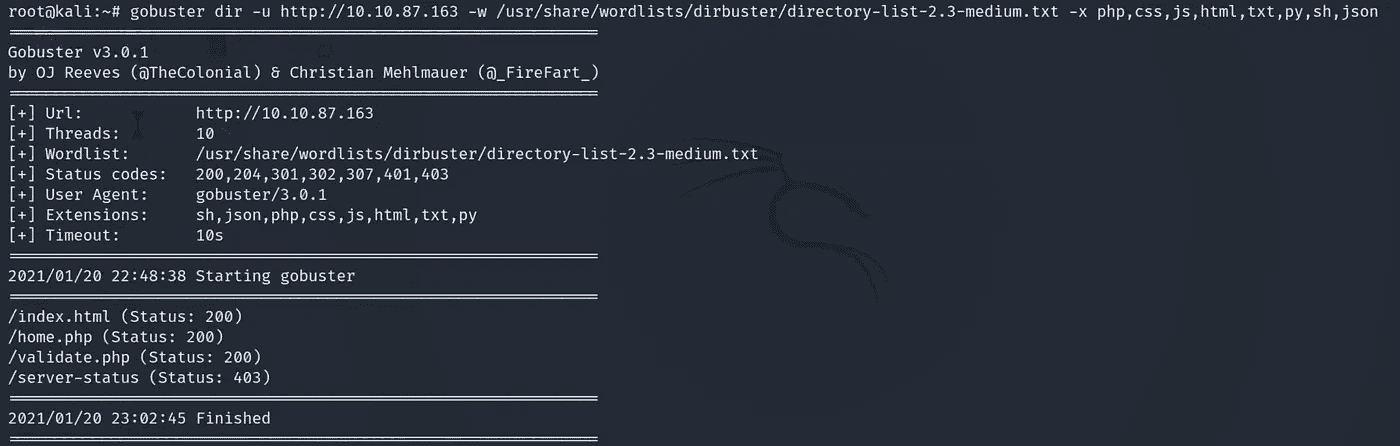 root@kali:~# gobuster dir -u http://10.10.87.163 -w /usr/share/wordlists/dirbuster/directory-list-2.3-medium.txt -x php,css,js,html,txt,py,sh,json
===============================================================
Gobuster v3.0.1
by OJ Reeves (@TheColonial) & Christian Mehlmauer (@_FireFart_)
===============================================================
[+] Url:            http://10.10.87.163
[+] Threads:        10
[+] Wordlist:       /usr/share/wordlists/dirbuster/directory-list-2.3-medium.txt
[+] Status codes:   200,204,301,302,307,401,403
[+] User Agent:     gobuster/3.0.1
[+] Extensions:     sh,json,php,css,js,html,txt,py
[+] Timeout:        10s
===============================================================
2021/01/20 22:48:38 Starting gobuster
===============================================================
/index.html (Status: 200)
/home.php (Status: 200)
/validate.php (Status: 200)
/server-status (Status: 403)
===============================================================
2021/01/20 23:02:45 Finished
===============================================================